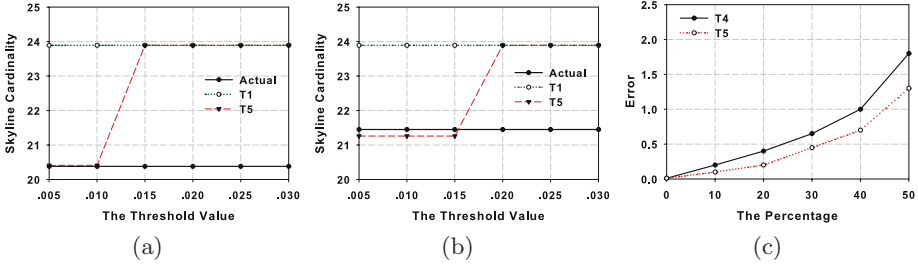 Skyline Cardinality
25
24
23
22
21
20
.005 .010 .015 .020 .025 .030
The Threshold Value
Actual
T1
T5
(a)
Skyline Cardinality
25
24
23
22
21
20
.005 .010 .015 .020 .025 .030
The Threshold Value
Actual
T1
T5
(b)
Error
2.5
2.0
1.5
1.0
0.5
0.0
0 10 20 30 40 50
The Percentage
T4
T5
(c)